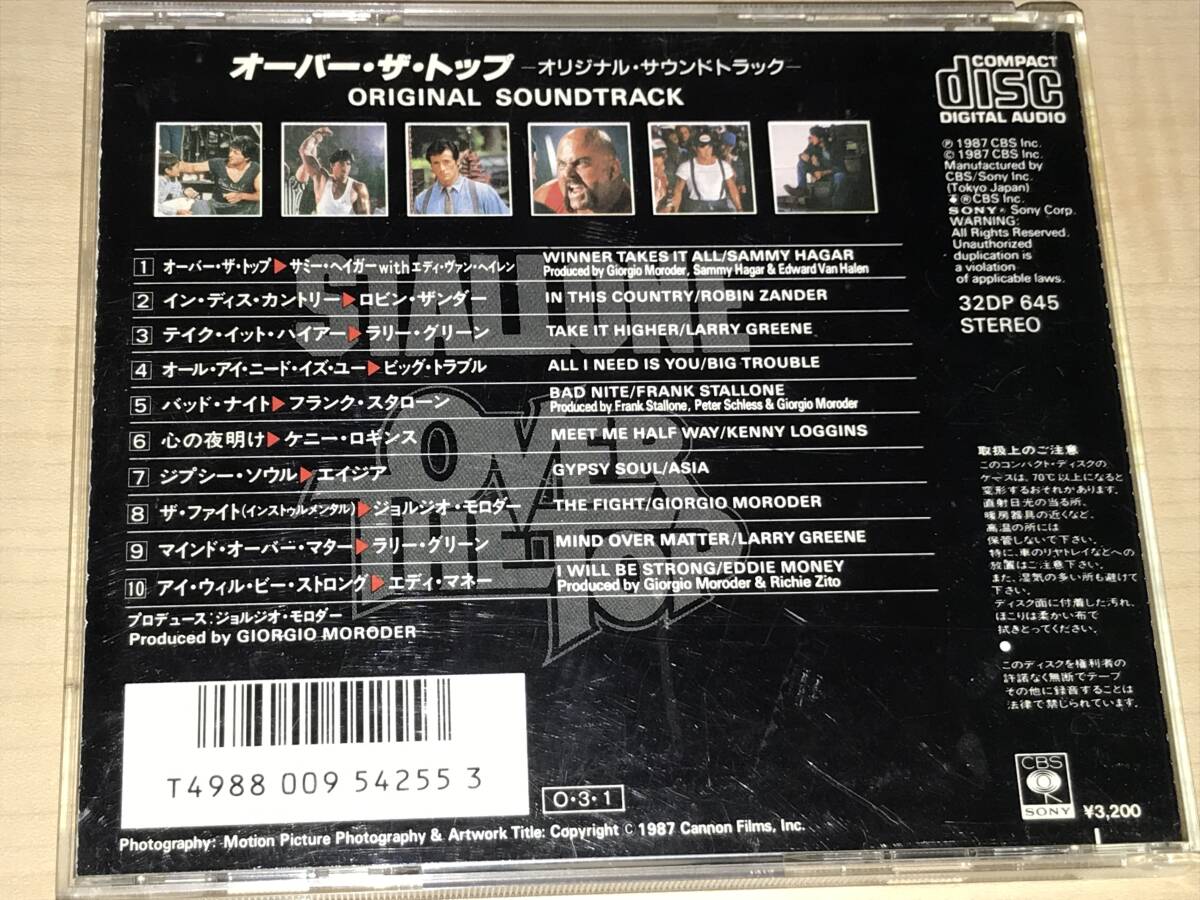 オーバー・ザ・トップ —オリジナル・サウンドトラック—
ORIGINAL SOUNDTRACK
COMPACT
disc
DIGITAL AUDIO
Ⓟ 1987 CBS Inc.
© 1987 CBS Inc.
Manufactured by
CBS/Sony Inc.
(Tokyo Japan)
®CBS Inc.
SONY® Sony Corp.
WARNING:
All Rights Reserved.
Unauthorized
duplication is
a violation
of applicable laws.
32DP 645
STEREO
STALLONE
OVER
THE TOP
1 オーバー・ザ・トップ▶サミー・ヘイガーwithエディ・ヴァン・ヘイレン WINNER TAKES IT ALL/SAMMY HAGAR
Produced by Giorgio Moroder, Sammy Hagar & Edward Van Halen
2 イン・ディス・カントリー▶ロビン・ザンダー IN THIS COUNTRY/ROBIN ZANDER
3 テイク・イット・ハイアー▶ラリー・グリーン TAKE IT HIGHER/LARRY GREENE
4 オール・アイ・ニード・イズ・ユー▶ビッグ・トラブル ALL I NEED IS YOU/BIG TROUBLE
5 バッド・ナイト▶フランク・スタローン BAD NITE/FRANK STALLONE
Produced by Frank Stallone, Peter Schless & Giorgio Moroder
6 心の夜明け▶ケニー・ロギンス MEET ME HALF WAY/KENNY LOGGINS
7 ジプシー・ソウル▶エイジア GYPSY SOUL/ASIA
8 ザ・ファイト(インストゥルメンタル)▶ジョルジオ・モロダー THE FIGHT/GIORGIO MORODER
9 マインド・オーバー・マター▶ラリー・グリーン MIND OVER MATTER/LARRY GREENE
10 アイ・ウィル・ビー・ストロング▶エディ・マネー I WILL BE STRONG/EDDIE MONEY
Produced by Giorgio Moroder & Richie Zito
プロデュース:ジョルジオ・モロダー
Produced by GIORGIO MORODER
取扱上のご注意
このコンパクト・ディスクの
ケースは、70℃以上になると
変形するおそれがあります。
直射日光の当る所、
暖房器具の近くなど、
高温の所には
保管しないで下さい。
特に、車のリヤトレイなどへの
放置はご注意下さい。
また、湿気の多い所も避けて
下さい。
ディスク面に付着した汚れ、
ほこりは柔かい布で
拭きとってください。
このディスクを権利者の
許諾なく無断でテープ
その他に録音することは
法律で禁じられています。
T4988 009 54255 3
O・3・1
CBS
SONY
¥3,200
Photography: Motion Picture Photography & Artwork Title: Copyright © 1987 Cannon Films, Inc.